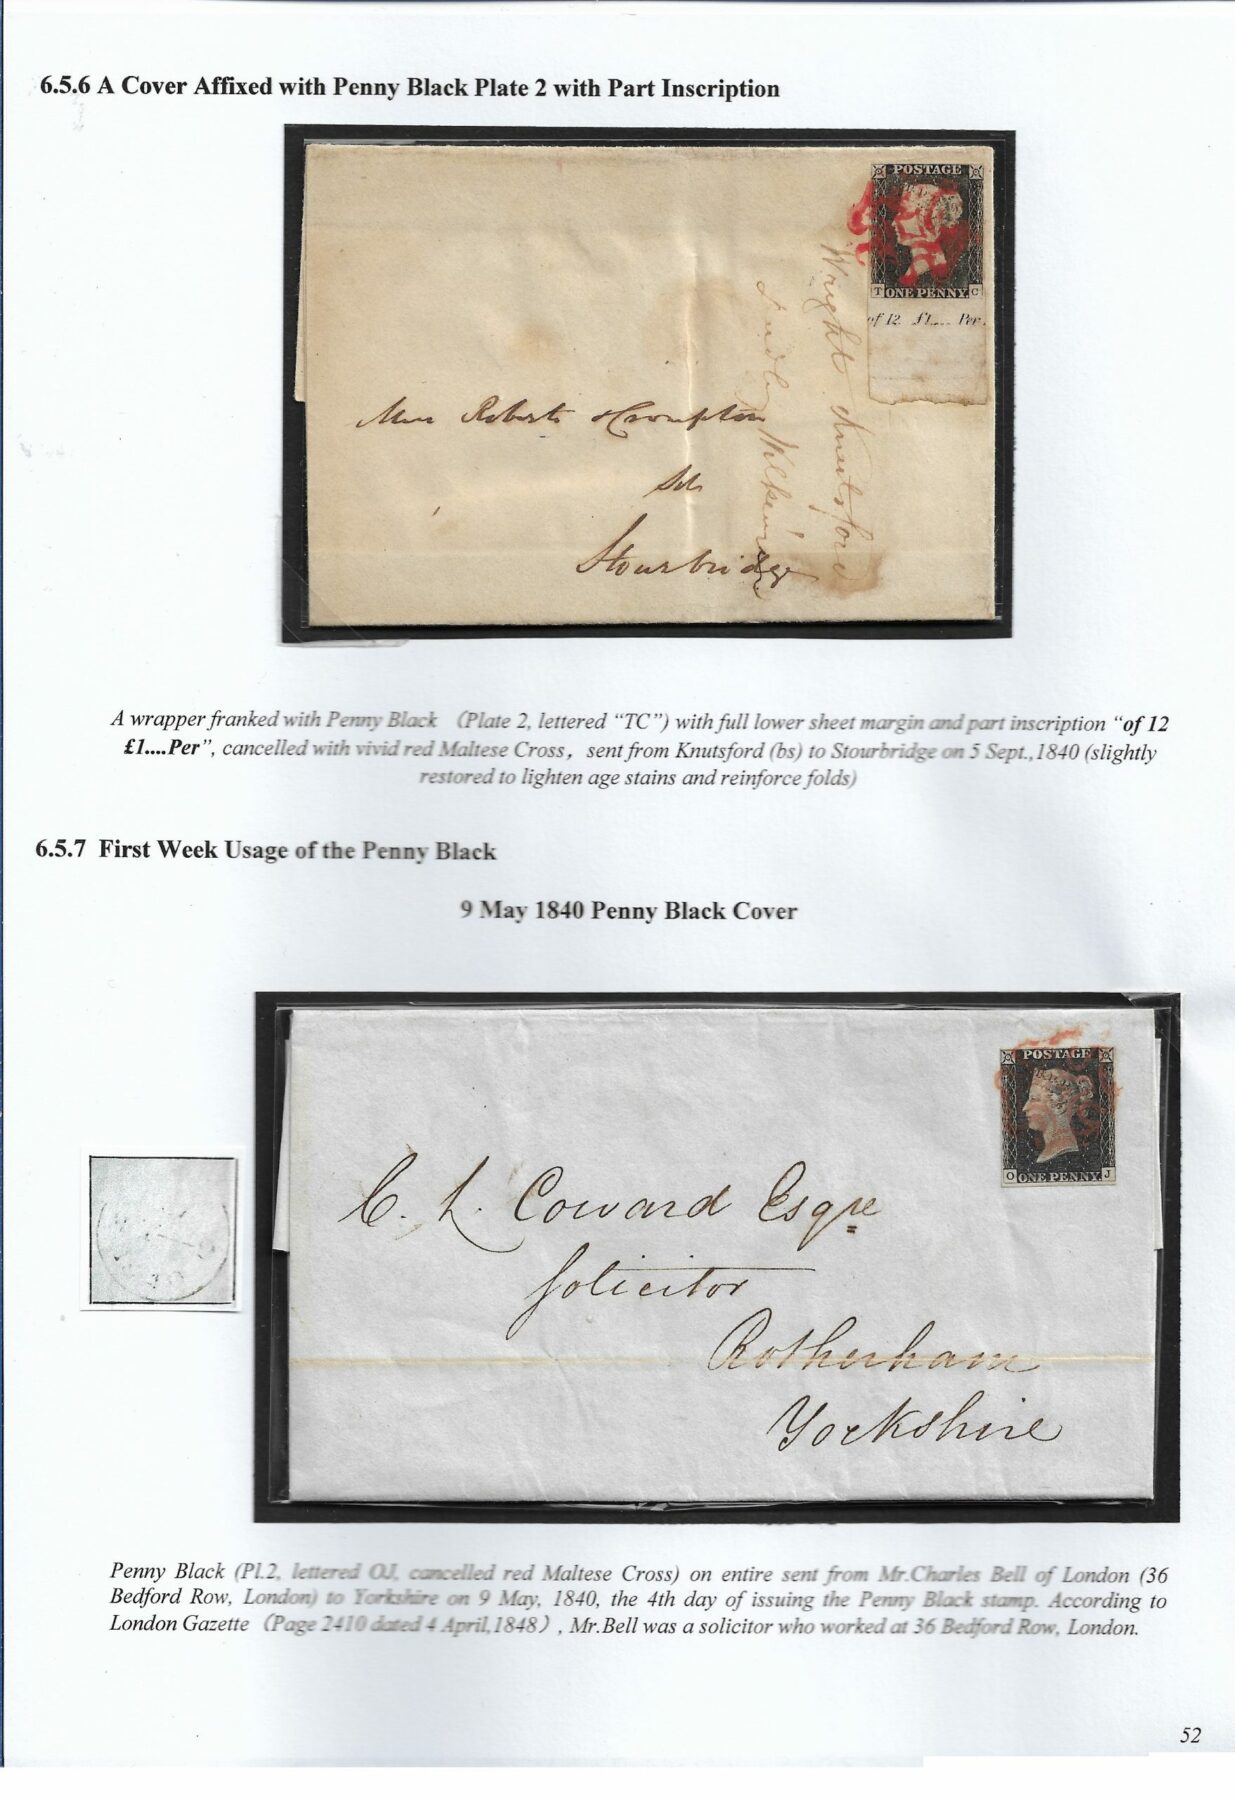 6.5.6 A Cover Affixed with Penny Black Plate 2 with Part Inscription
POSTAGE
T ONE PENNY. C
of 12. £1.... Per.
Wright Knutsford
Roberts & Crompton
Stourbridge
A wrapper franked with Penny Black （Plate 2, lettered “TC”) with full lower sheet margin and part inscription “of 12
£1....Per”, cancelled with vivid red Maltese Cross， sent from Knutsford (bs) to Stourbridge on 5 Sept.,1840 (slightly
restored to lighten age stains and reinforce folds)
6.5.7 First Week Usage of the Penny Black
9 May 1840 Penny Black Cover
POSTAGE
O ONE PENNY. J
C. L. Coward Esqre
Solicitor
Rotherham
Yorkshire
Penny Black (Pl.2, lettered OJ, cancelled red Maltese Cross) on entire sent from Mr.Charles Bell of London (36
Bedford Row, London) to Yorkshire on 9 May, 1840, the 4th day of issuing the Penny Black stamp. According to
London Gazette （Page 2410 dated 4 April,1848）, Mr.Bell was a solicitor who worked at 36 Bedford Row, London.
52